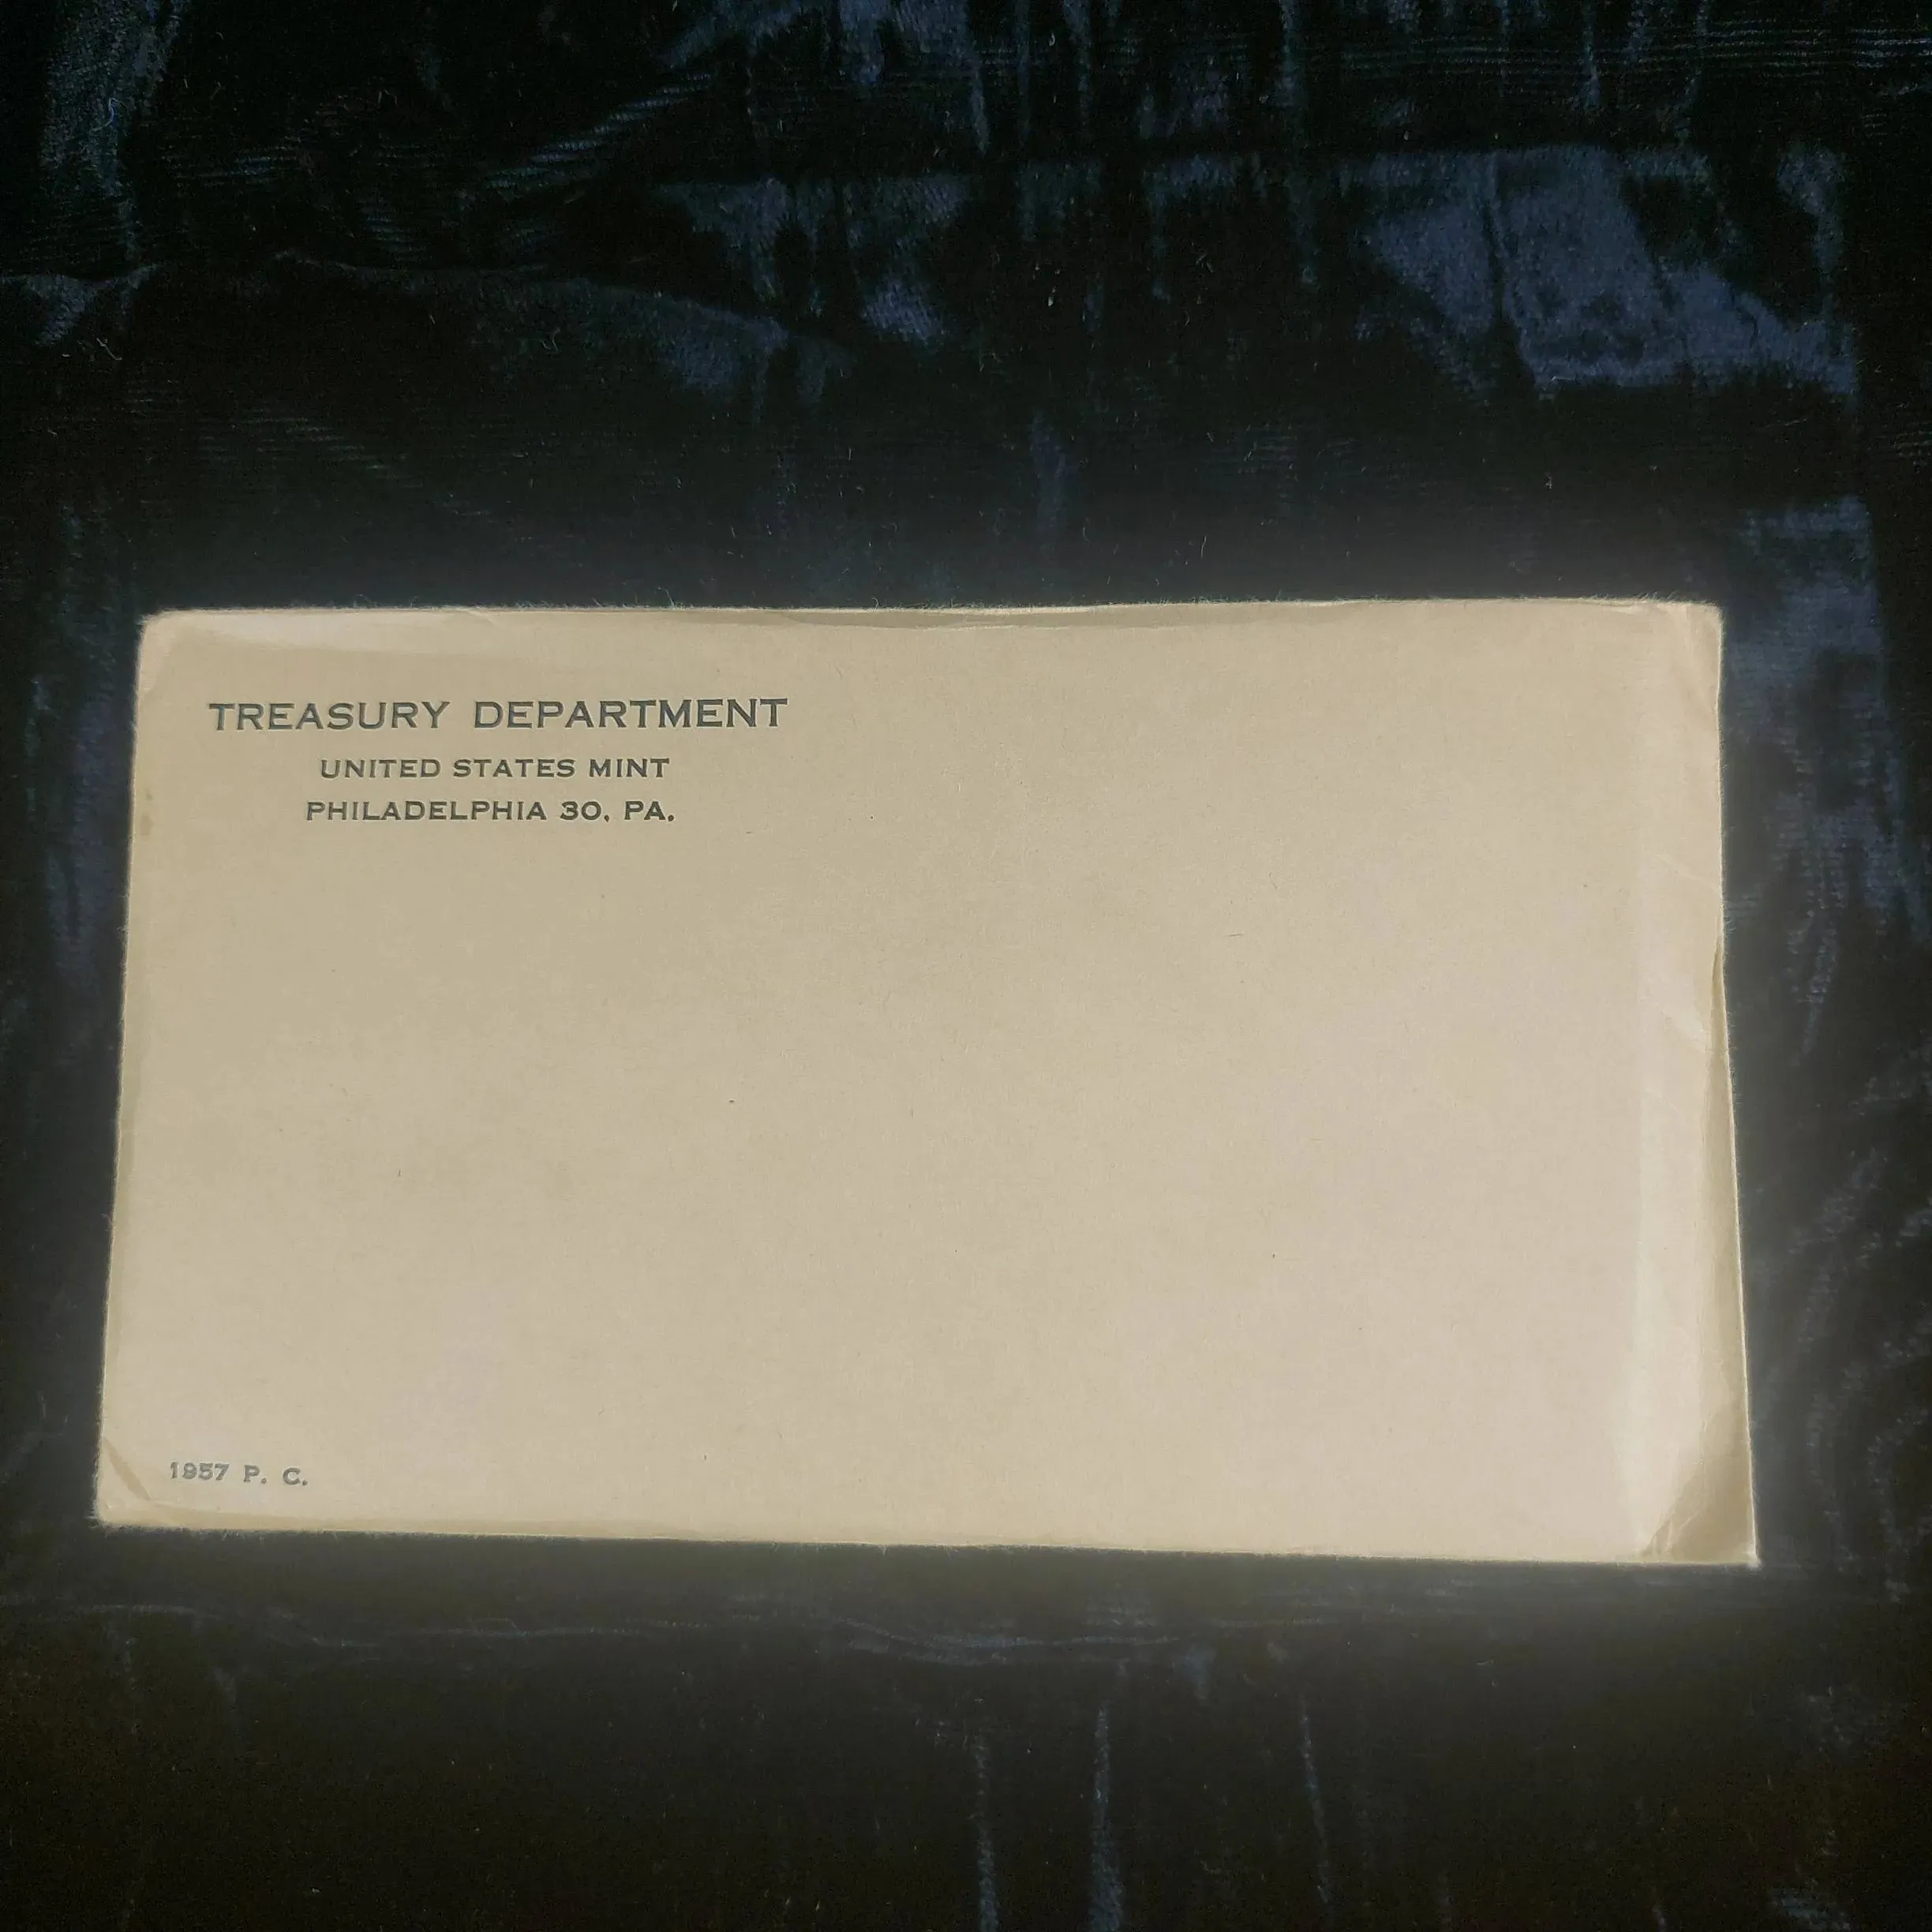 TREASURY DEPARTMENT
UNITED STATES MINT
PHILADELPHIA 30, PA.
1957 P. C.